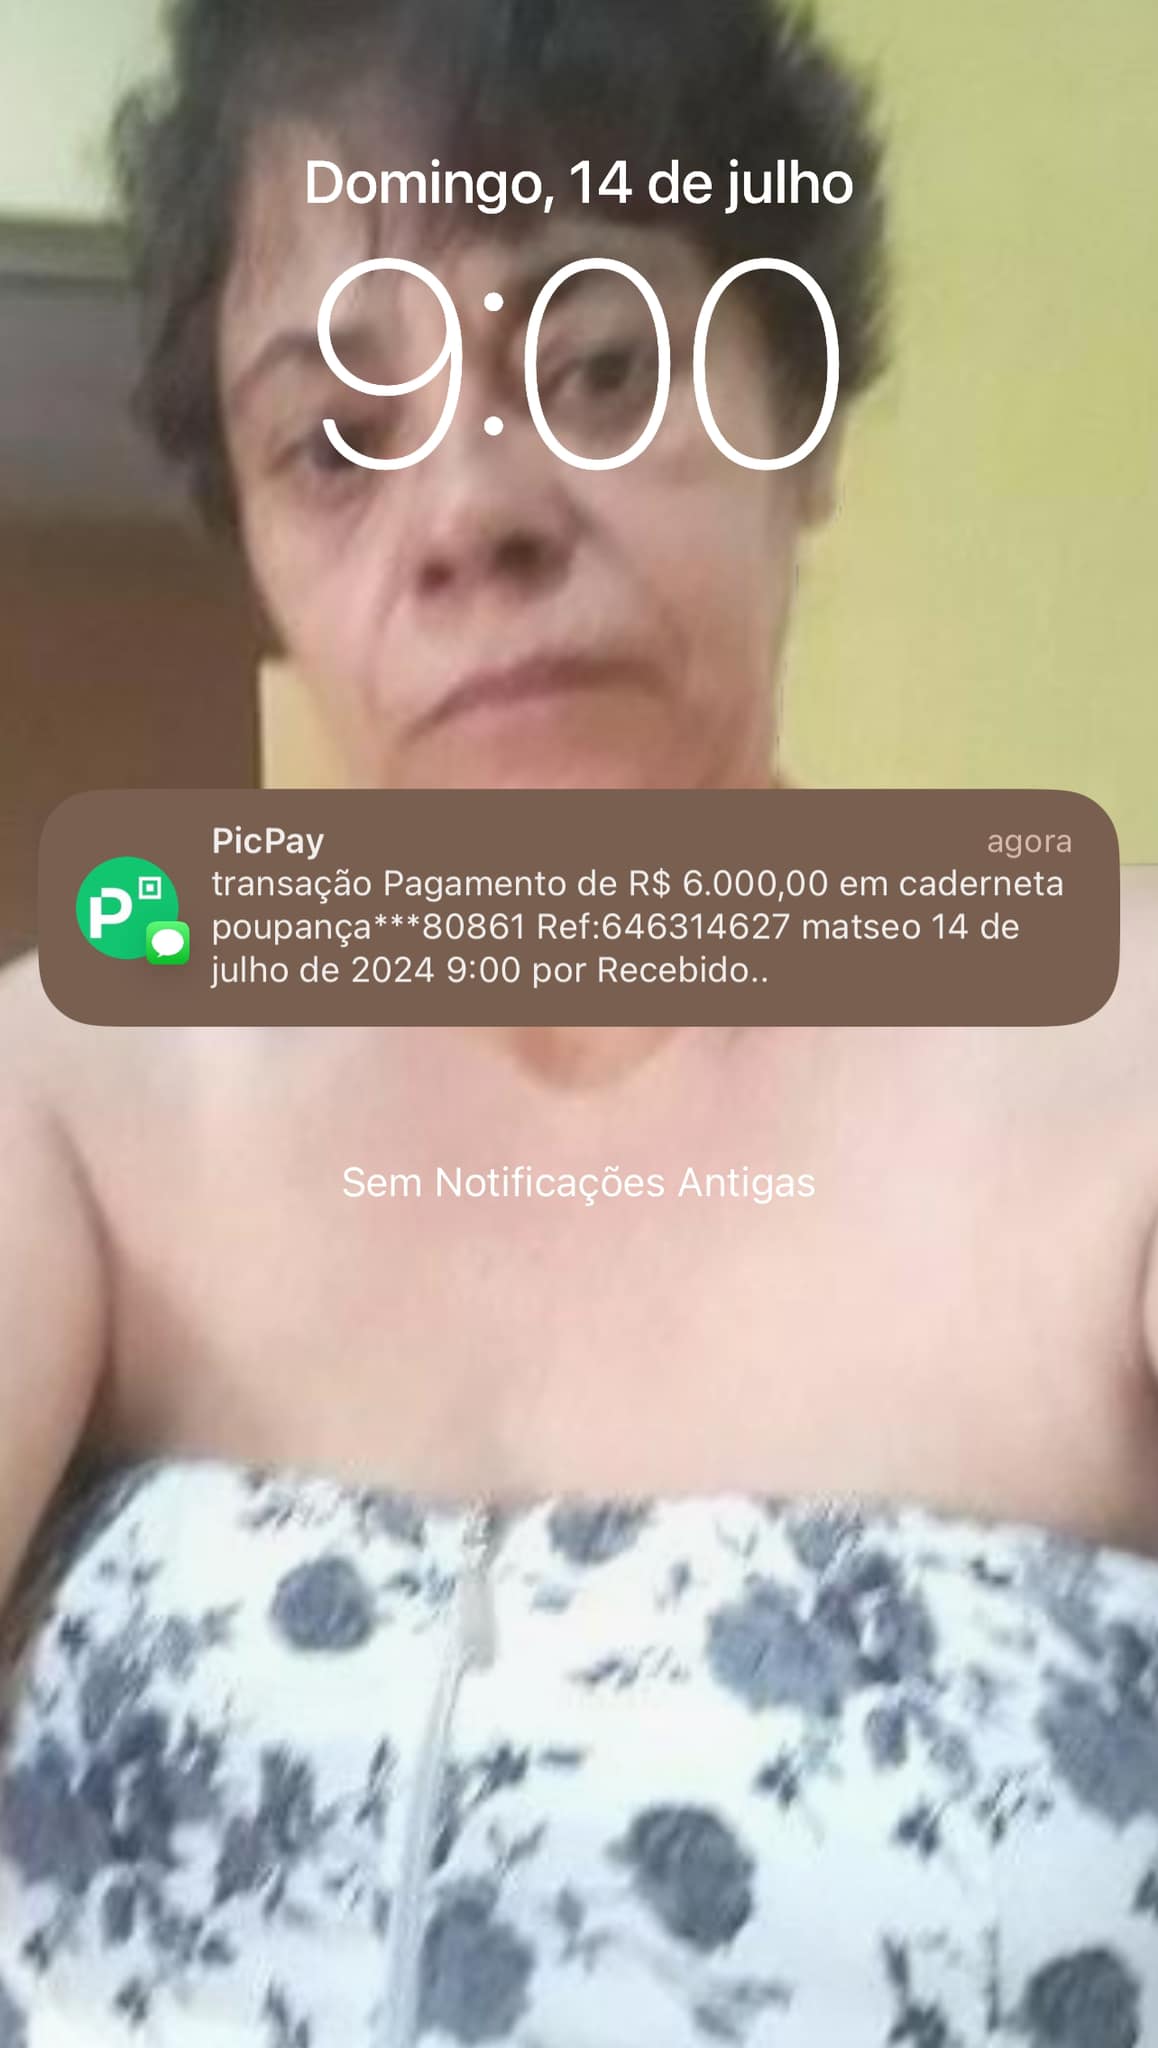 Domingo, 14 de julho
9:00
PicPay agora
transação Pagamento de R$ 6.000,00 em caderneta
poupança***80861 Ref:646314627 matseo 14 de
julho de 2024 9:00 por Recebido..
Sem Notificações Antigas